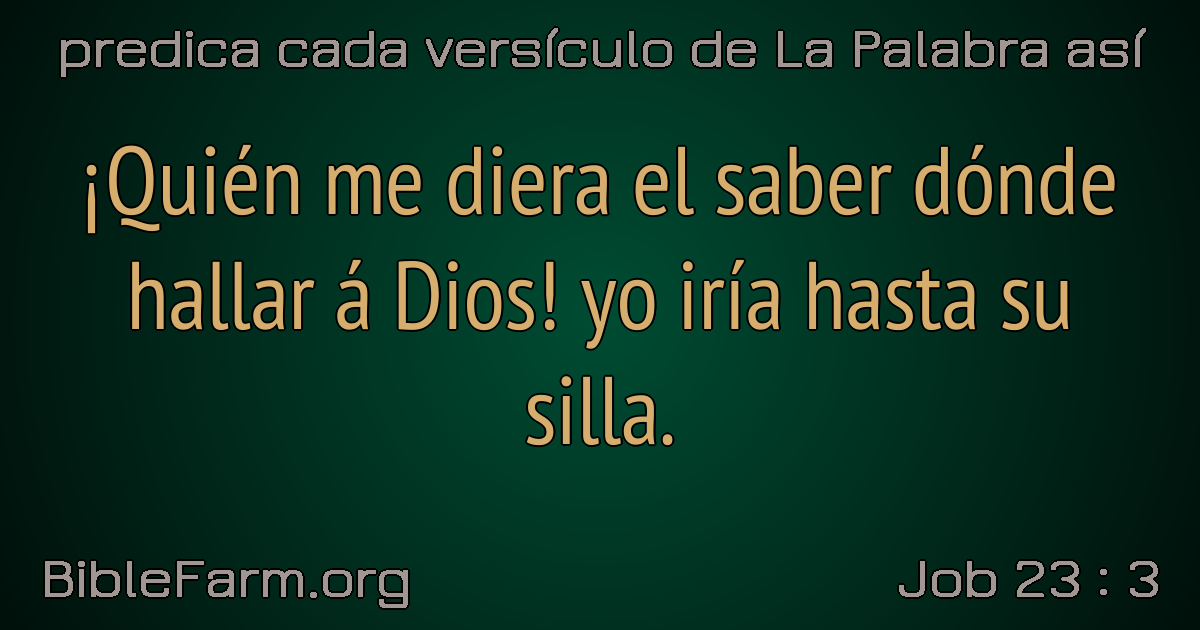 predica cada versículo de La Palabra así
¡Quién me diera el saber dónde
hallar á Dios! yo iría hasta su
silla.
BibleFarm.org
Job 23 : 3